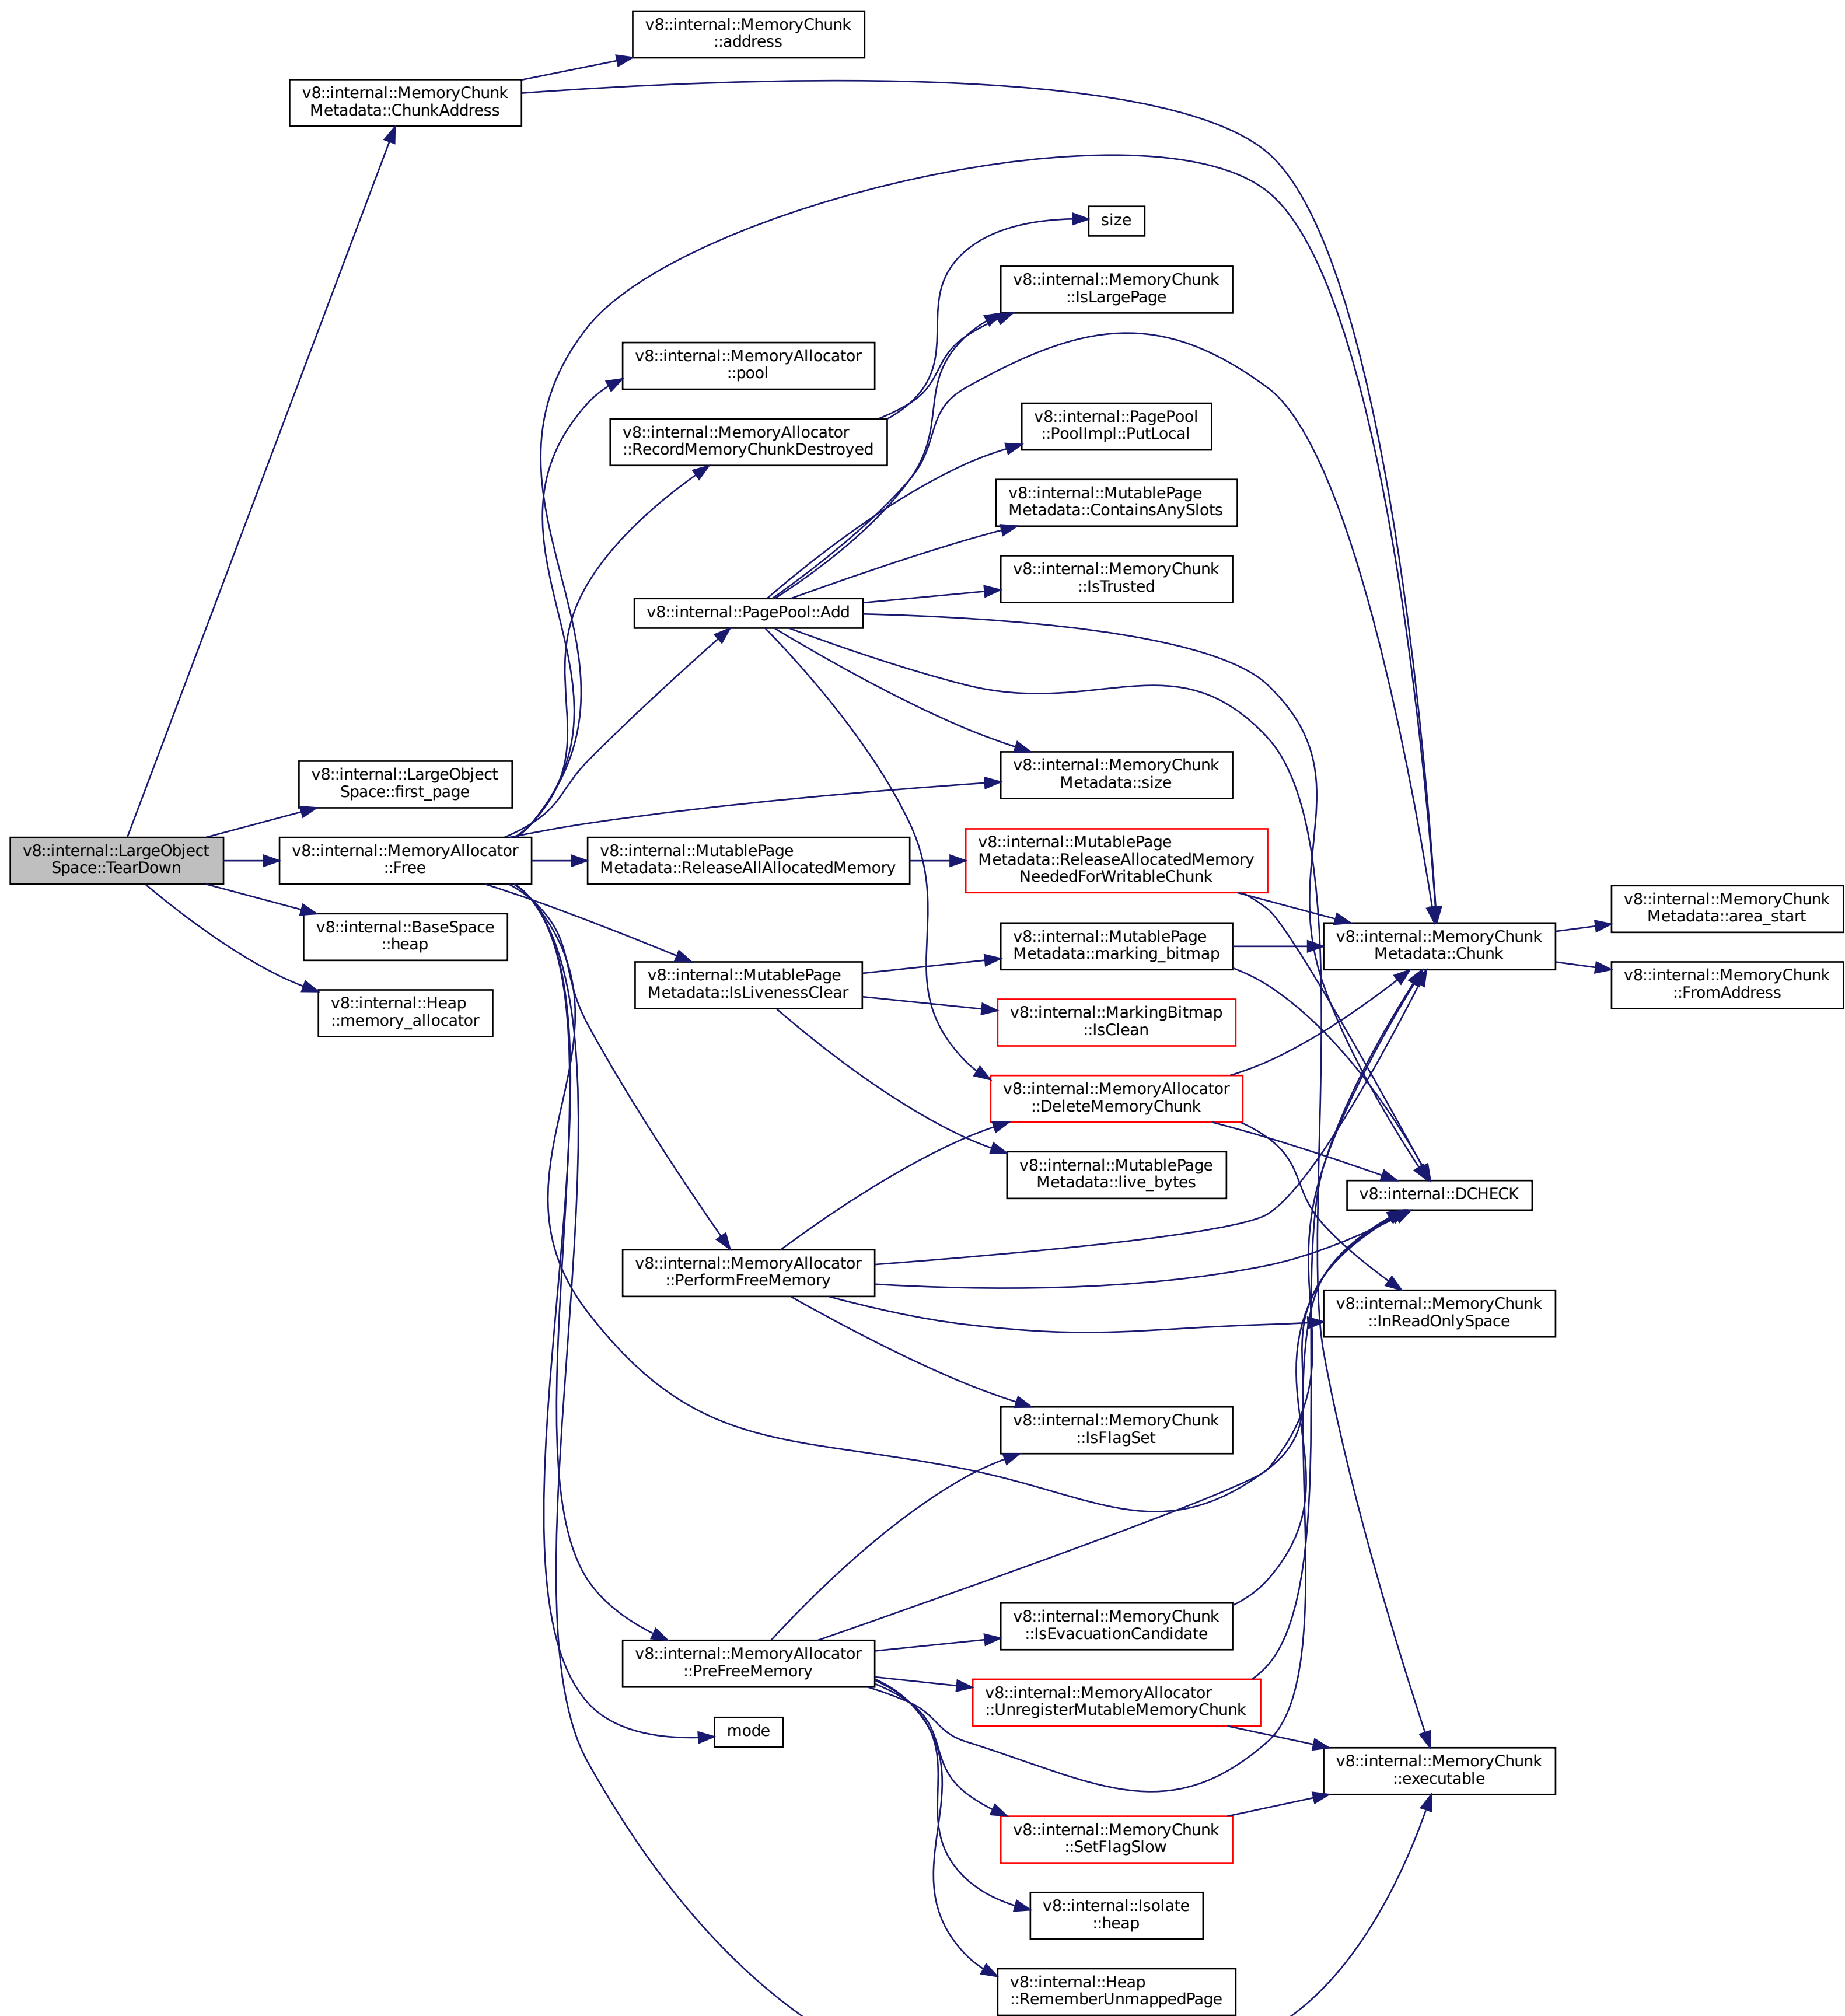 v8::internal::MemoryChunk
::address
v8::internal::MemoryChunk
Metadata::ChunkAddress
size
v8::internal::MemoryChunk
::IsLargePage
v8::internal::MemoryAllocator
::pool
v8::internal::MemoryAllocator
::RecordMemoryChunkDestroyed
v8::internal::PagePool
::PoolImpl::PutLocal
v8::internal::MutablePage
Metadata::ContainsAnySlots
v8::internal::MemoryChunk
::IsTrusted
v8::internal::PagePool::Add
v8::internal::LargeObject
Space::first_page
v8::internal::MemoryChunk
Metadata::size
v8::internal::LargeObject
Space::TearDown
v8::internal::MemoryAllocator
::Free
v8::internal::MutablePage
Metadata::ReleaseAllAllocatedMemory
v8::internal::MutablePage
Metadata::ReleaseAllocatedMemory
NeededForWritableChunk
v8::internal::MemoryChunk
Metadata::area_start
v8::internal::BaseSpace
::heap
v8::internal::MutablePage
Metadata::marking_bitmap
v8::internal::MemoryChunk
Metadata::Chunk
v8::internal::MutablePage
Metadata::IsLivenessClear
v8::internal::MemoryChunk
::FromAddress
v8::internal::Heap
::memory_allocator
v8::internal::MarkingBitmap
::IsClean
v8::internal::MemoryAllocator
::DeleteMemoryChunk
v8::internal::MutablePage
Metadata::live_bytes
v8::internal::DCHECK
v8::internal::MemoryAllocator
::PerformFreeMemory
v8::internal::MemoryChunk
::InReadOnlySpace
v8::internal::MemoryChunk
::IsFlagSet
v8::internal::MemoryChunk
::IsEvacuationCandidate
v8::internal::MemoryAllocator
::PreFreeMemory
v8::internal::MemoryAllocator
::UnregisterMutableMemoryChunk
mode
v8::internal::MemoryChunk
::executable
v8::internal::MemoryChunk
::SetFlagSlow
v8::internal::Isolate
::heap
v8::internal::Heap
::RememberUnmappedPage